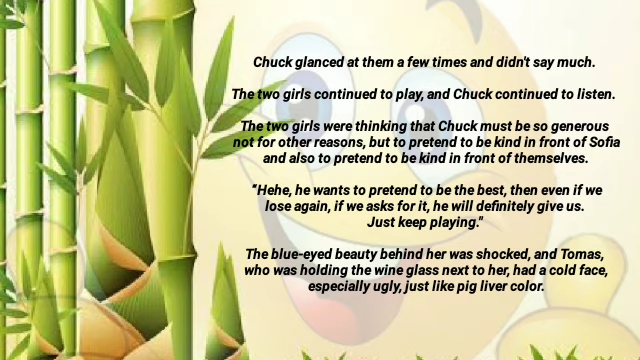 Chuck glanced at them a few times and didn't say much.
The two girls continued to play, and Chuck continued to listen.
The two girls were thinking that Chuck must be so generous
not for other reasons, but to pretend to be kind in front of Sofia
and also to pretend to be kind in front of themselves.
"Hehe, he wants to pretend to be the best, then even if we
lose again, if we asks for it, he will definitely give us.
Just keep playing."
The blue-eyed beauty behind her was shocked, and Tomas,
who was holding the wine glass next to her, had a cold face,
especially ugly, just like pig liver color.